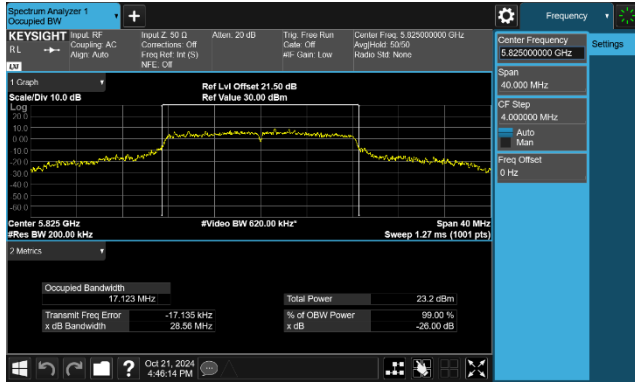 Spectrum Analyzer 1
Occupied BW
Frequency
KEYSIGHT
RL
LXI
Input: RF
Coupling: AC
Align: Auto
Input Z: 50 Ω
Corrections: Off
Freq Ref: Int (S)
NFE: Off
Atten: 20 dB
Trig: Free Run
Gate: Off
#IF Gain: Low
Center Freq: 5.825000000 GHz
Avg|Hold: 50/50
Radio Std: None
Center Frequency
5.825000000 GHz
Settings
Span
40.000 MHz
CF Step
4.000000 MHz
Auto
Man
Freq Offset
0 Hz
1 Graph
Scale/Div 10.0 dB
Ref Lvl Offset 21.50 dB
Ref Value 30.00 dBm
Log
20.0
10.0
0.00
-10.0
-20.0
-30.0
-40.0
-50.0
-60.0
Center 5.825 GHz
#Video BW 620.00 kHz*
Span 40 MHz
#Res BW 200.00 kHz
Sweep 1.27 ms (1001 pts)
2 Metrics
Occupied Bandwidth
17.123 MHz
Total Power 23.2 dBm
Transmit Freq Error -17.135 kHz
% of OBW Power 99.00 %
x dB Bandwidth 28.56 MHz
x dB -26.00 dB
?
Oct 21, 2024
4:46:14 PM